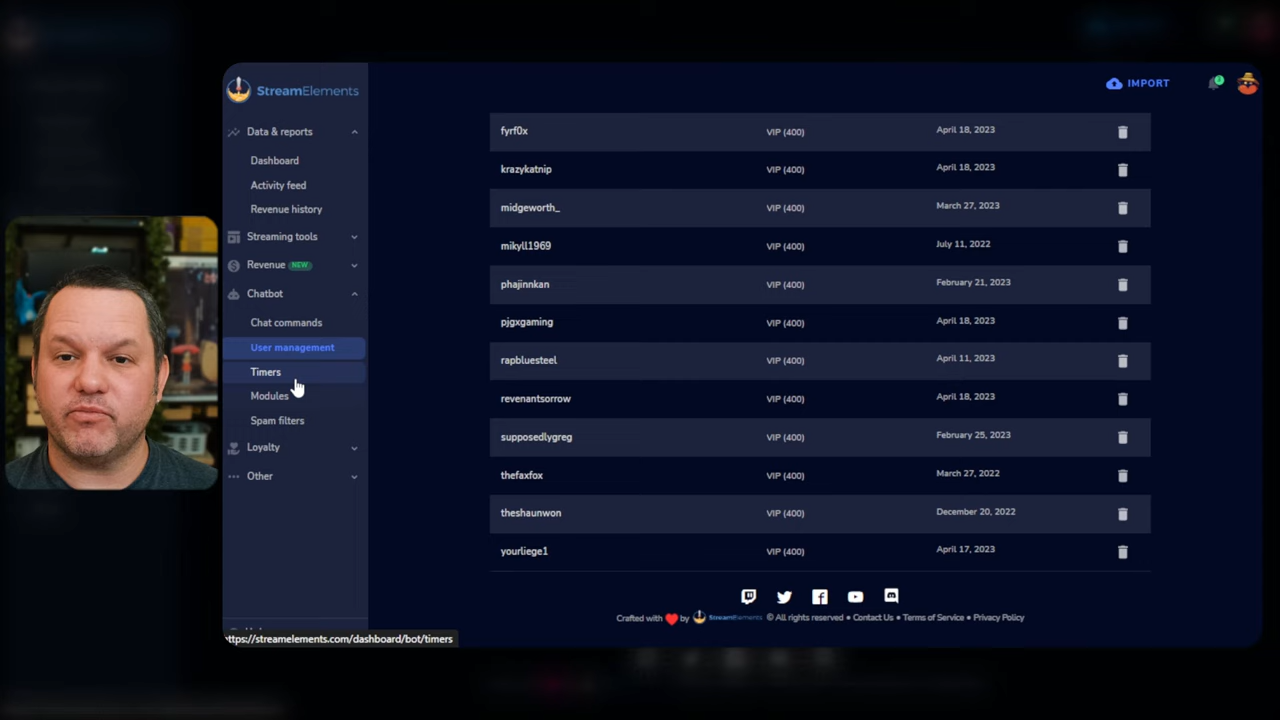 StreamElements
IMPORT
Data & reports
Dashboard
Activity feed
Revenue history
Streaming tools
Revenue NEW
Chatbot
Chat commands
User management
Timers
Modules
Spam filters
Loyalty
Other
https://streamelements.com/dashboard/bot/timers
fyrf0x VIP (400) April 18, 2023
krazykatnip VIP (400) April 18, 2023
midgeworth_ VIP (400) March 27, 2023
mikyll1969 VIP (400) July 11, 2022
phajinnkan VIP (400) February 21, 2023
pjgxgaming VIP (400) April 18, 2023
rapbluesteel VIP (400) April 11, 2023
revenantsorrow VIP (400) April 18, 2023
supposedlygreg VIP (400) February 25, 2023
thefaxfox VIP (400) March 27, 2022
theshaunwon VIP (400) December 20, 2022
yourliege1 VIP (400) April 17, 2023
Crafted with by StreamElements © All rights reserved • Contact Us • Terms of Service • Privacy Policy